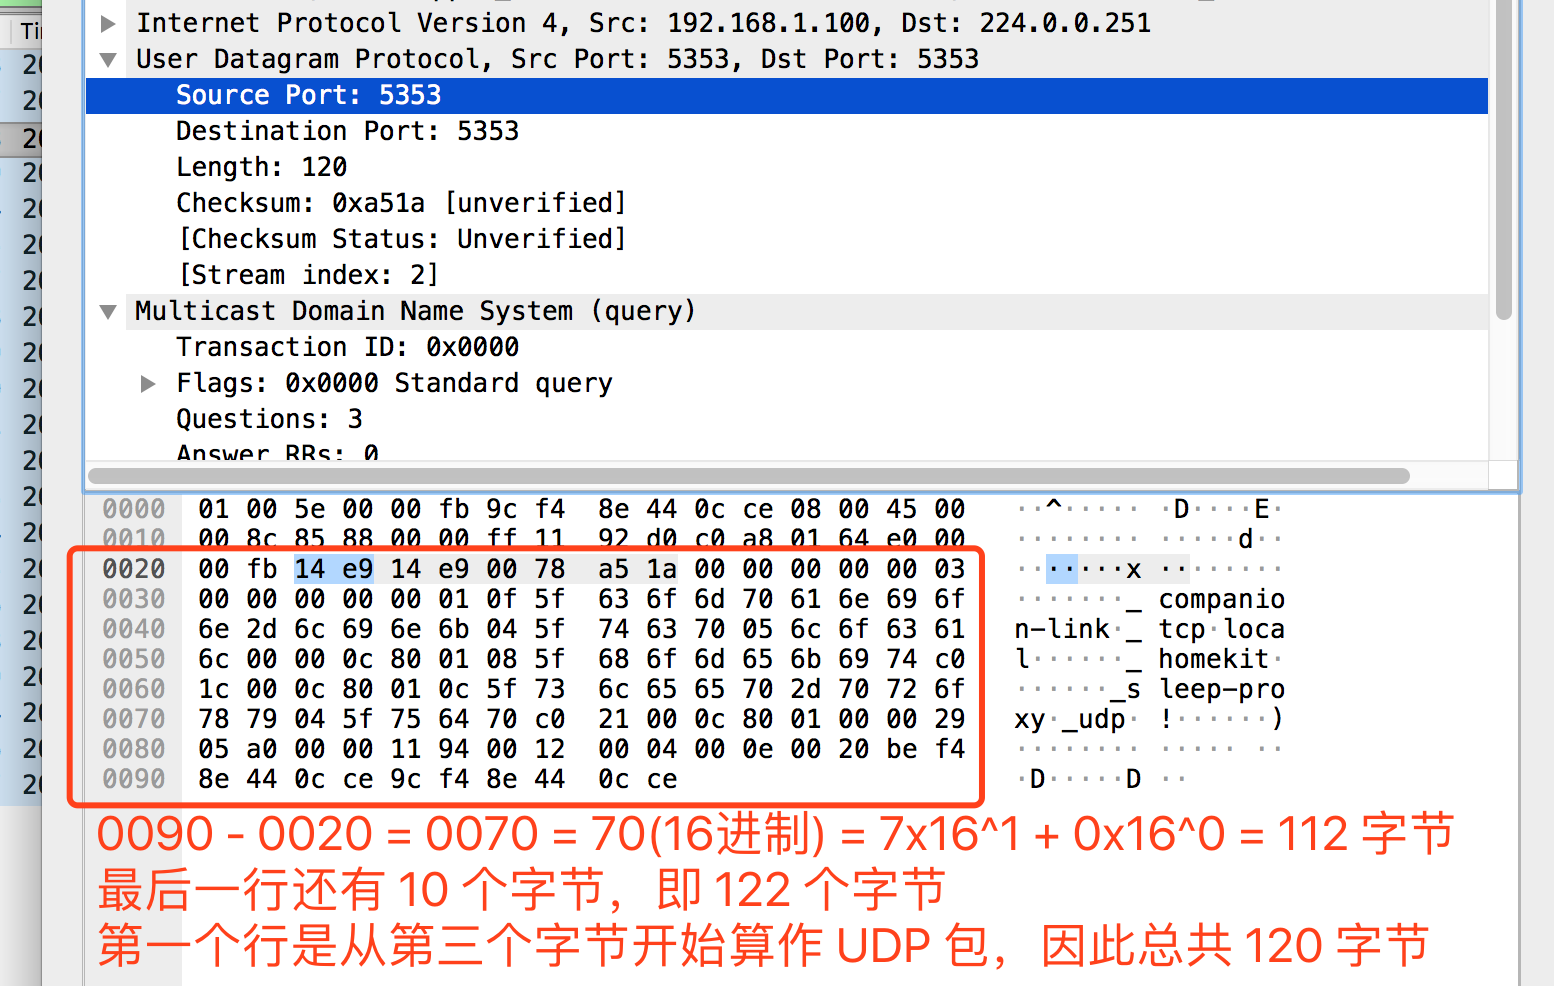 Ti
Internet Protocol Version 4, Src: 192.168.1.100, Dst: 224.0.0.251
User Datagram Protocol, Src Port: 5353, Dst Port: 5353
Source Port: 5353
Destination Port: 5353
Length: 120
Checksum: 0xa51a [unverified]
[Checksum Status: Unverified]
[Stream index: 2]
Multicast Domain Name System (query)
Transaction ID: 0x0000
Flags: 0x0000 Standard query
Questions: 3
Answer RRs: 0
0000 01 00 5e 00 00 fb 9c f4 8e 44 0c ce 08 00 45 00 ··^····· ·D····E·
0010 00 8c 85 88 00 00 ff 11 92 d0 c0 a8 01 64 e0 00 ········ ·····d··
0020 00 fb 14 e9 14 e9 00 78 a5 1a 00 00 00 00 00 03 ·······x ········
0030 00 00 00 00 00 01 0f 5f 63 6f 6d 70 61 6e 69 6f ·······_ companio
0040 6e 2d 6c 69 6e 6b 04 5f 74 63 70 05 6c 6f 63 61 n-link·_ tcp·loca
0050 6c 00 00 0c 80 01 08 5f 68 6f 6d 65 6b 69 74 c0 l······_ homekit·
0060 1c 00 0c 80 01 0c 5f 73 6c 65 65 70 2d 70 72 6f ······_s leep-pro
0070 78 79 04 5f 75 64 70 c0 21 00 0c 80 01 00 00 29 xy·_udp· !······)
0080 05 a0 00 00 11 94 00 12 00 04 00 0e 00 20 be f4 ········ ····· ··
0090 8e 44 0c ce 9c f4 8e 44 0c ce ·D·····D ··
0090 - 0020 = 0070 = 70(16进制) = 7x16^1 + 0x16^0 = 112 字节
最后一行还有 10 个字节，即 122 个字节
第一个行是从第三个字节开始算作 UDP 包，因此总共 120 字节